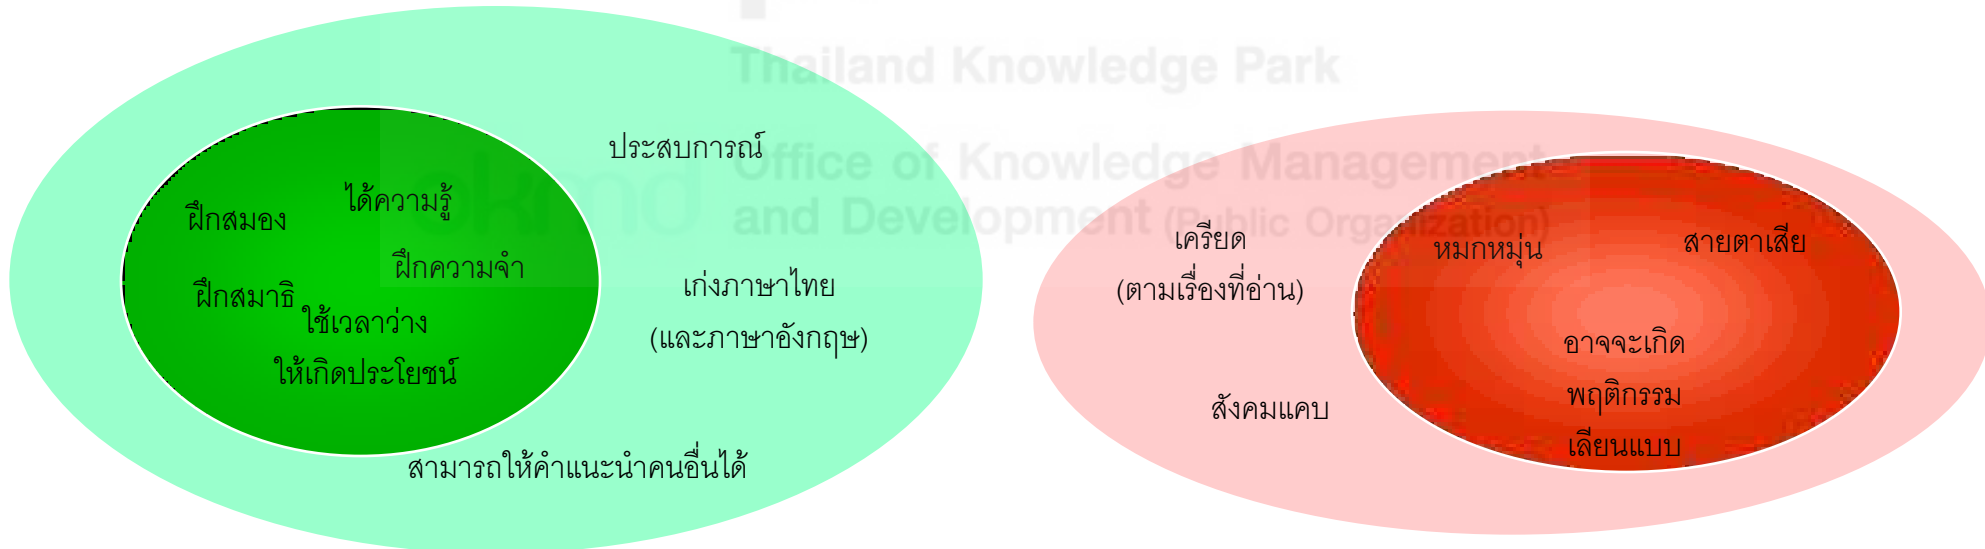 Thailand Knowledge Park
okmd
Office of Knowledge Management
and Development (Public Organization)
ประสบการณ์
ได้ความรู้
ฝึกสมอง
ฝึกความจำ
ฝึกสมาธิ
ใช้เวลาว่าง
ให้เกิดประโยชน์
เก่งภาษาไทย
(และภาษาอังกฤษ)
สามารถให้คำแนะนำคนอื่นได้
เครียด
(ตามเรื่องที่อ่าน)
สังคมแคบ
หมกหมุ่น
สายตาเสีย
อาจจะเกิด
พฤติกรรม
เลียนแบบ